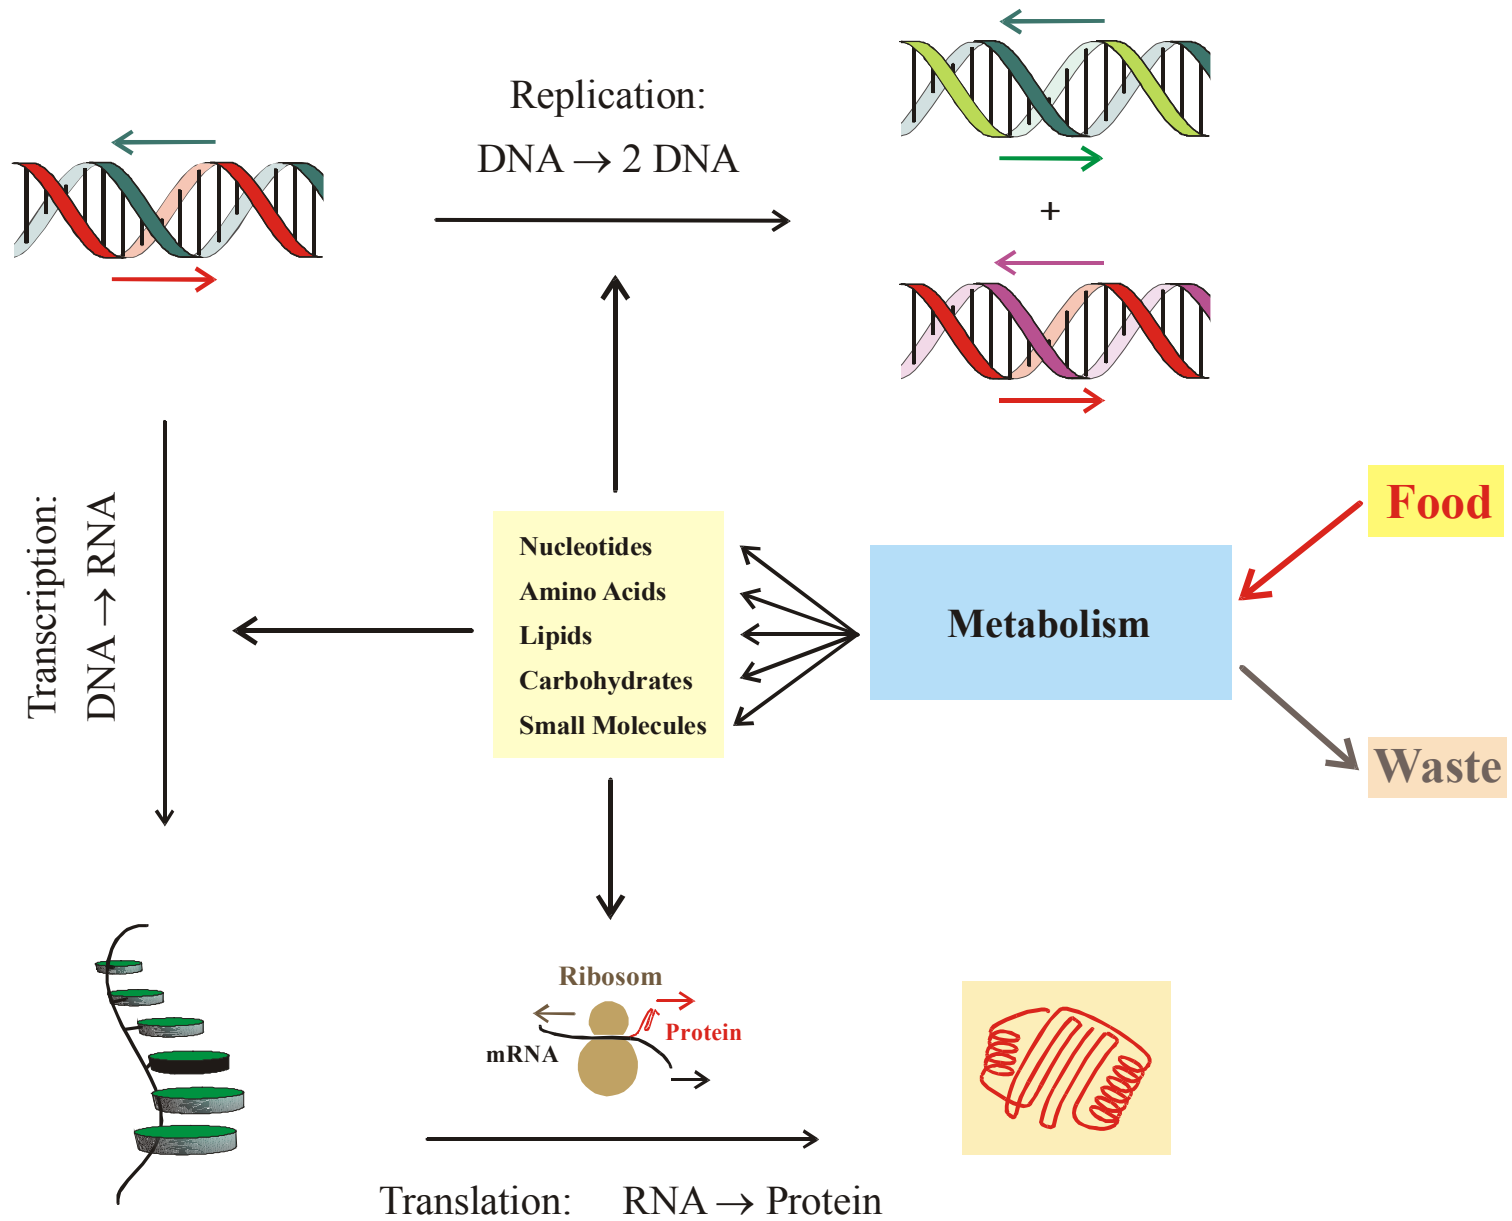 Replication:
DNA → 2 DNA
+
Transcription:
DNA → RNA
Nucleotides
Amino Acids
Lipids
Carbohydrates
Small Molecules
Metabolism
Food
Waste
Ribosom
Protein
mRNA
Translation: RNA → Protein